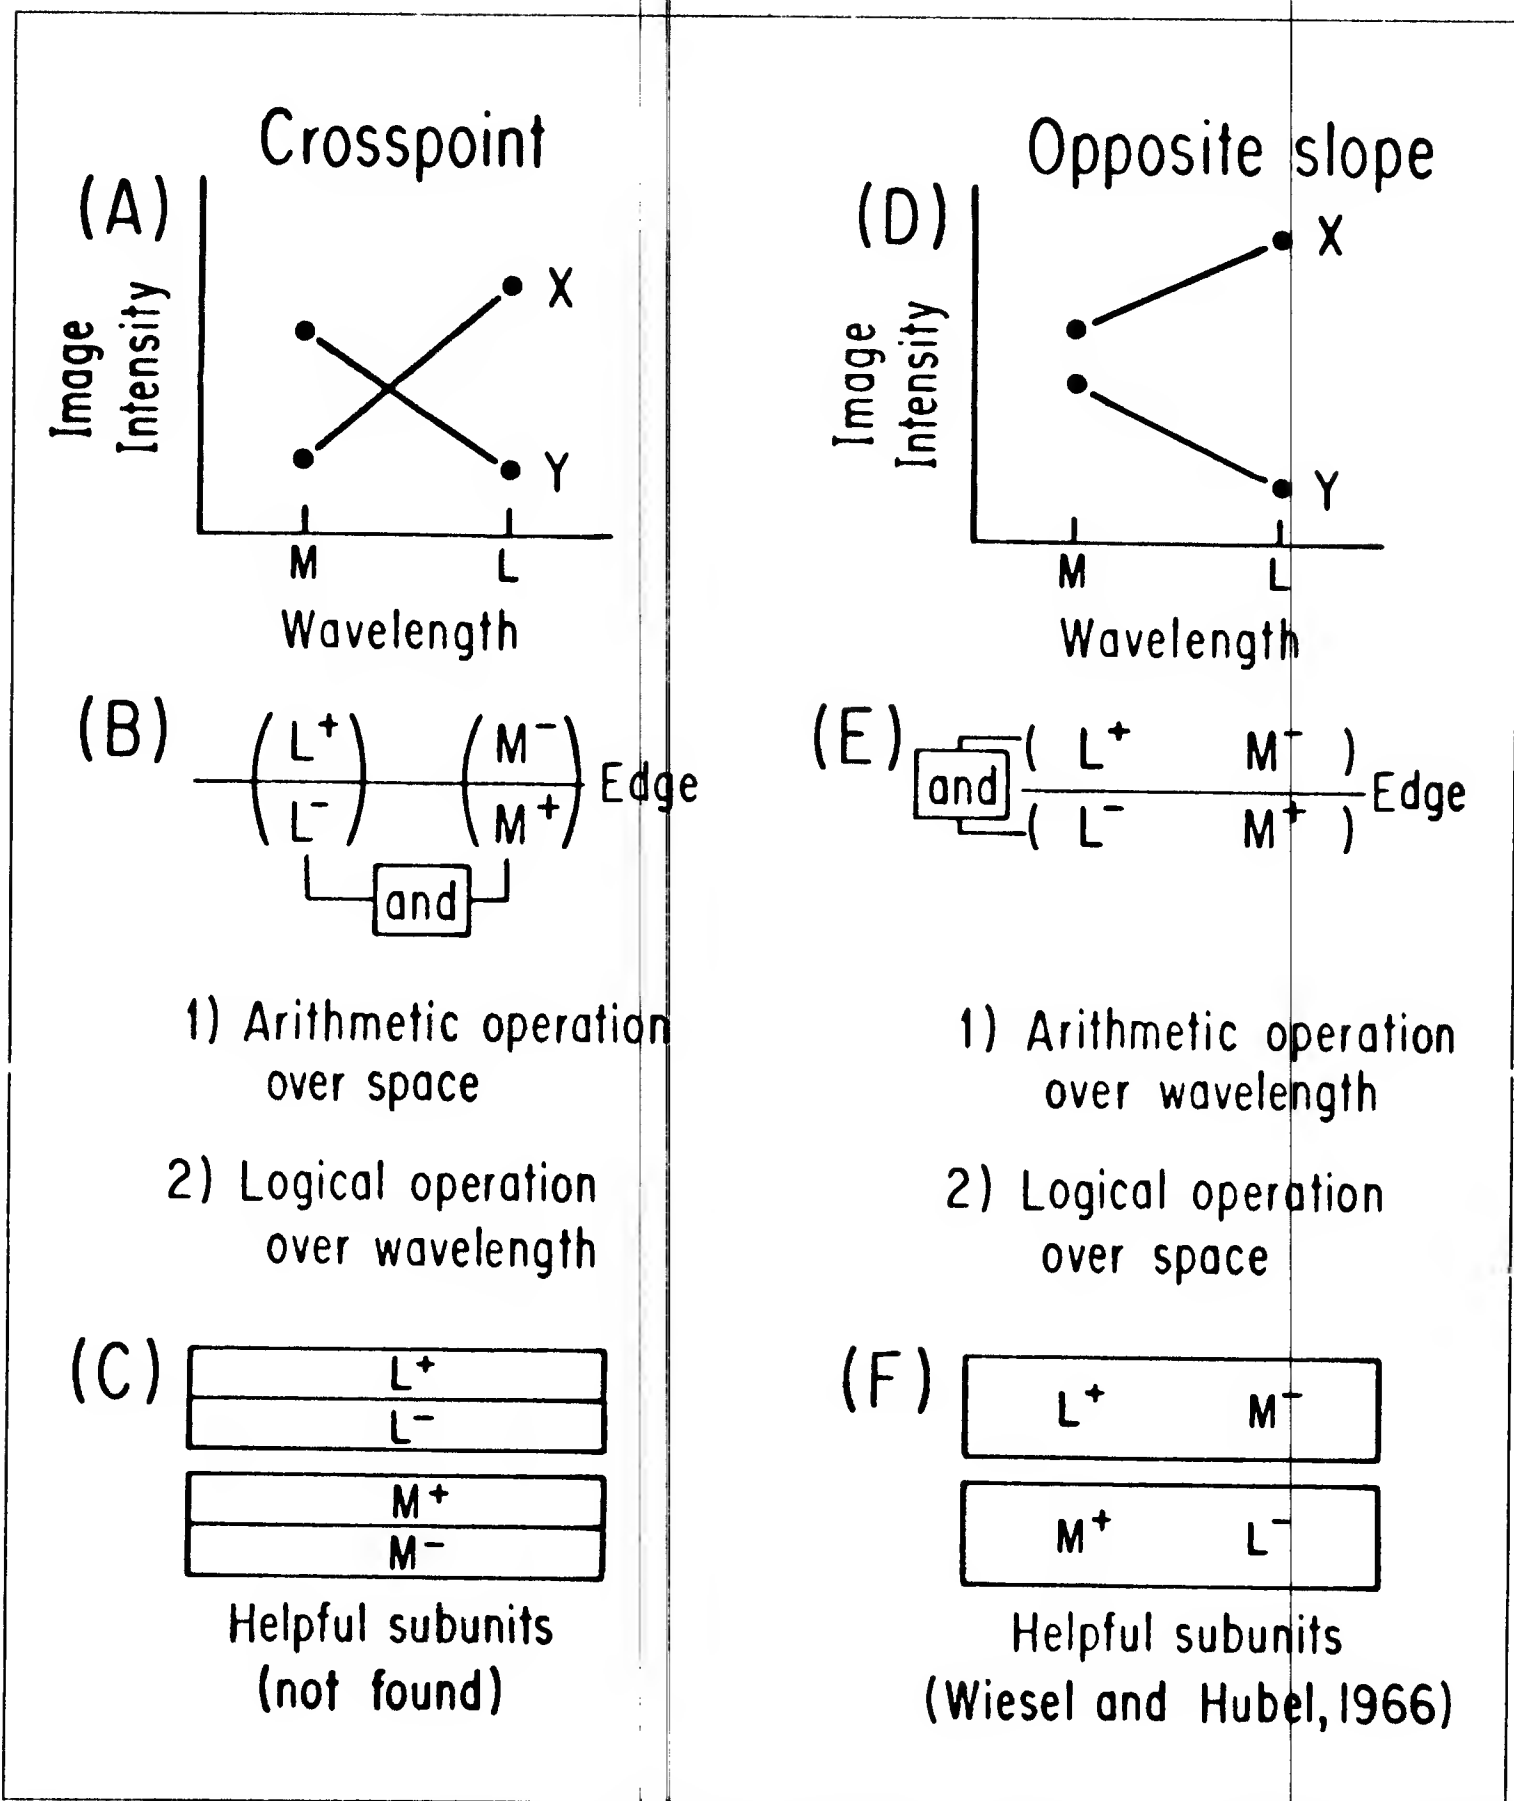 Crosspoint
(A)
Image
Intensity
X
Y
M L
Wavelength
(B)
( L+ ) ( M- )
( L- ) ( M+ )
Edge
and
1) Arithmetic operation
over space
2) Logical operation
over wavelength
(C)
L+
L-
M+
M-
Helpful subunits
(not found)
Opposite slope
(D)
Image
Intensity
X
Y
M L
Wavelength
(E)
and
( L+ M- )
( L- M+ )
Edge
1) Arithmetic operation
over wavelength
2) Logical operation
over space
(F)
L+ M-
M+ L-
Helpful subunits
(Wiesel and Hubel, 1966)